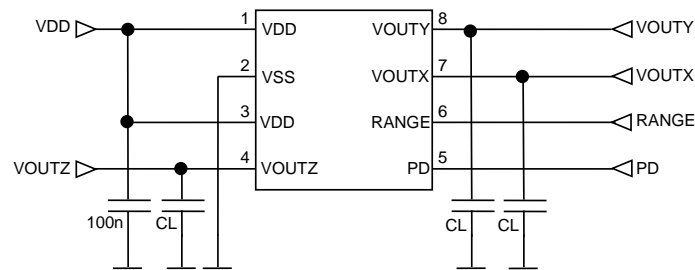 VDD 1 VDD VOUTY 8 VOUTY
2 VSS VOUTX 7 VOUTX
3 VDD RANGE 6 RANGE
VOUTZ 4 VOUTZ PD 5 PD
100n CL CL CL